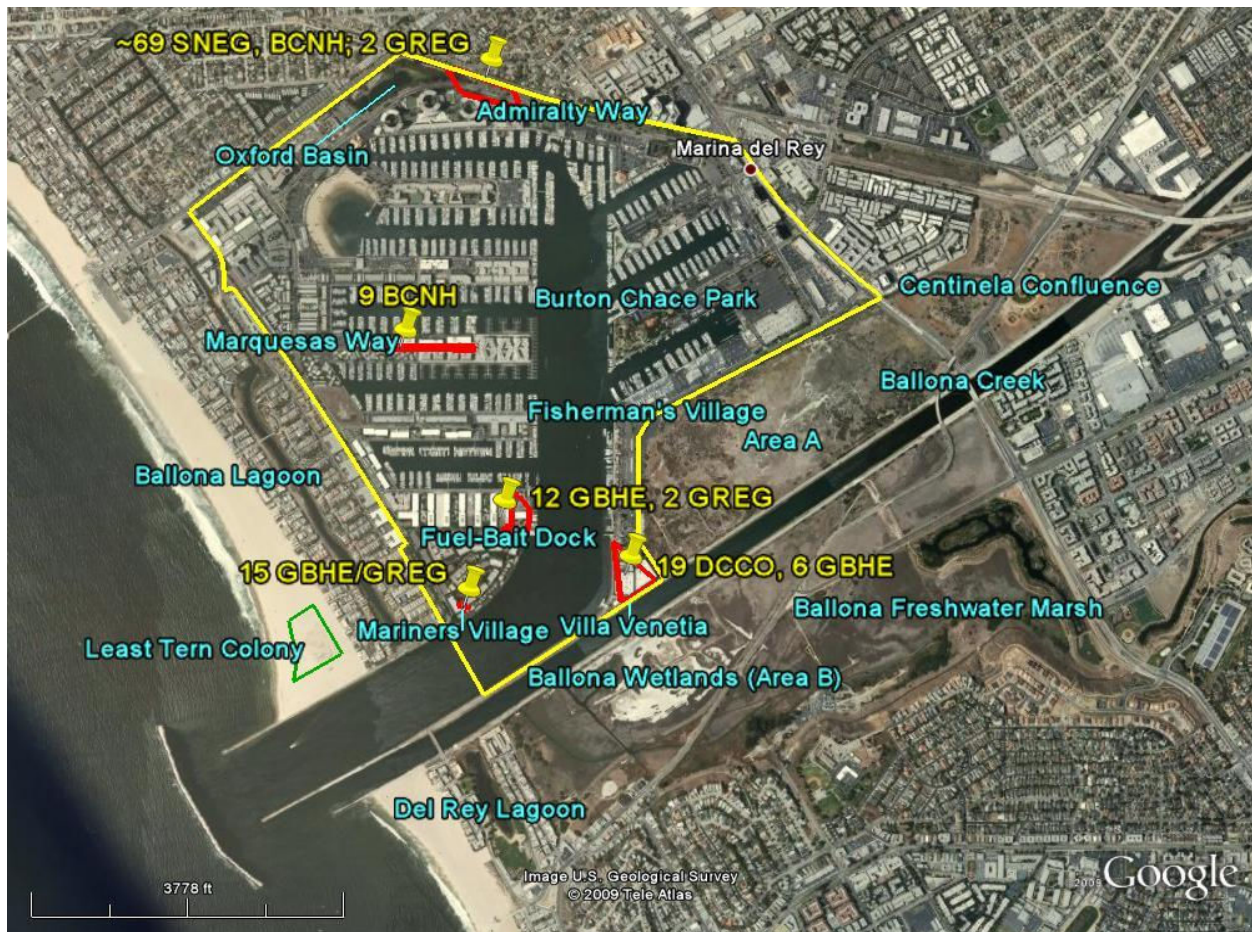 ~69 SNEG, BCNH; 2 GREG
Admiralty Way
Oxford Basin
Marina del Rey
9 BCNH
Burton Chace Park
Centinela Confluence
Marquesas Way
Ballona Creek
Fisherman's Village
Area A
Ballona Lagoon
12 GBHE, 2 GREG
Fuel-Bait Dock
15 GBHE/GREG
19 DCCO, 6 GBHE
Ballona Freshwater Marsh
Mariners Village
Villa Venetia
Least Tern Colony
Ballona Wetlands (Area B)
Del Rey Lagoon
3778 ft
Image U.S. Geological Survey
© 2009 Tele Atlas
2009 Google